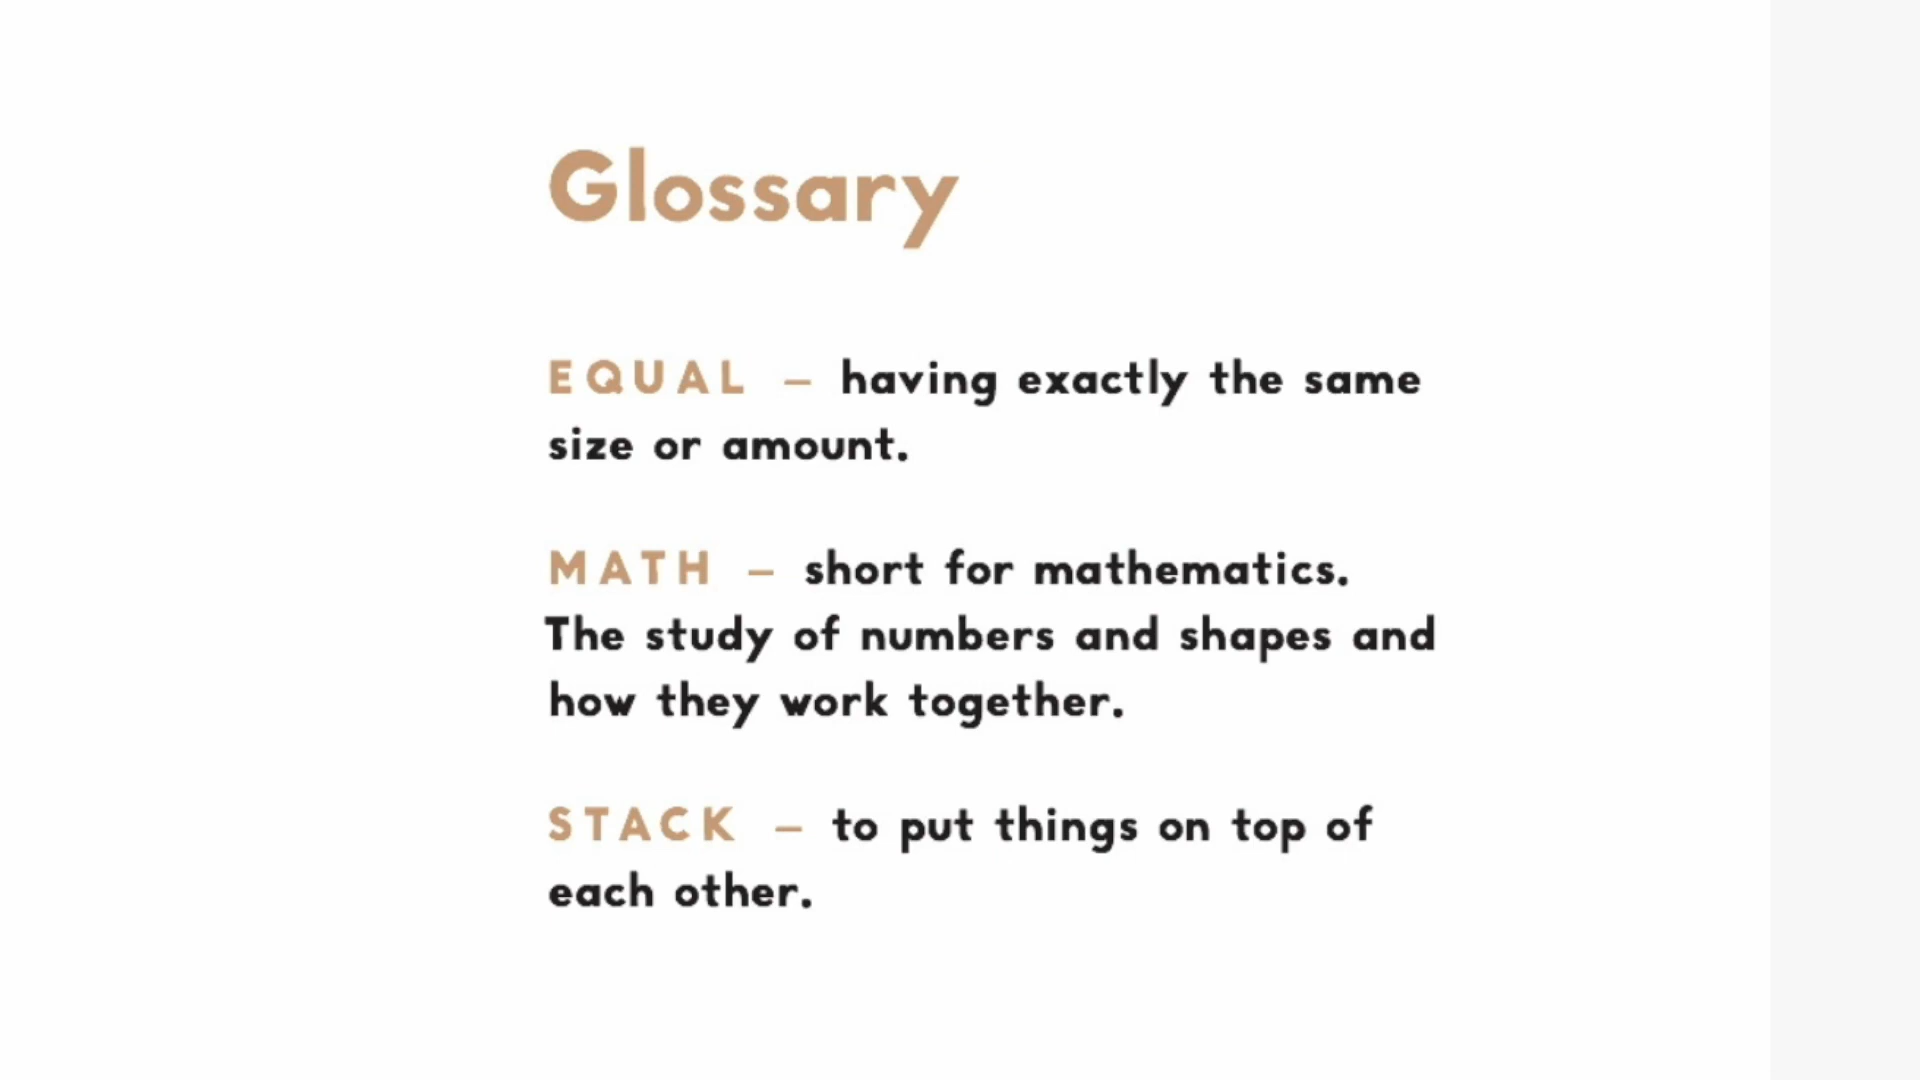 Glossary
EQUAL – having exactly the same
size or amount.
MATH – short for mathematics.
The study of numbers and shapes and
how they work together.
STACK – to put things on top of
each other.